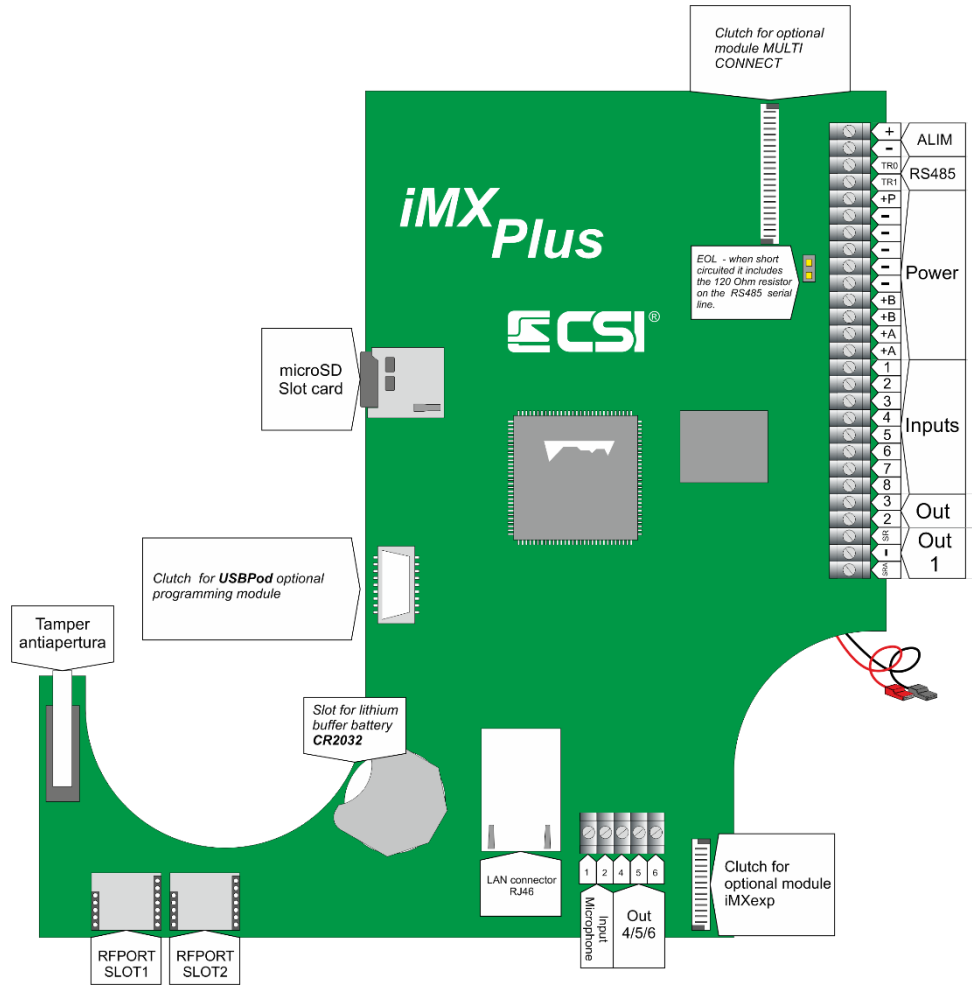 Clutch for optional
module MULTI
CONNECT
+
-
TR0
TR1
+P
-
-
-
-
-
+B
+B
+A
+A
1
2
3
4
5
6
7
8
3
2
SIR
-
SRA
ALIM
RS485
Power
Inputs
Out
Out
1
iMX
Plus
EOL - when short
circuited it includes
the 120 Ohm resistor
on the RS485 serial
line.
CSI®
microSD
Slot card
Clutch for USBPod optional
programming module
Tamper
antiapertura
Slot for lithium
buffer battery
CR2032
LAN connector
RJ46
1 2 4 5 6
Input
Microphone
Out
4/5/6
Clutch for
optional module
iMXexp
RFPORT
SLOT1
RFPORT
SLOT2